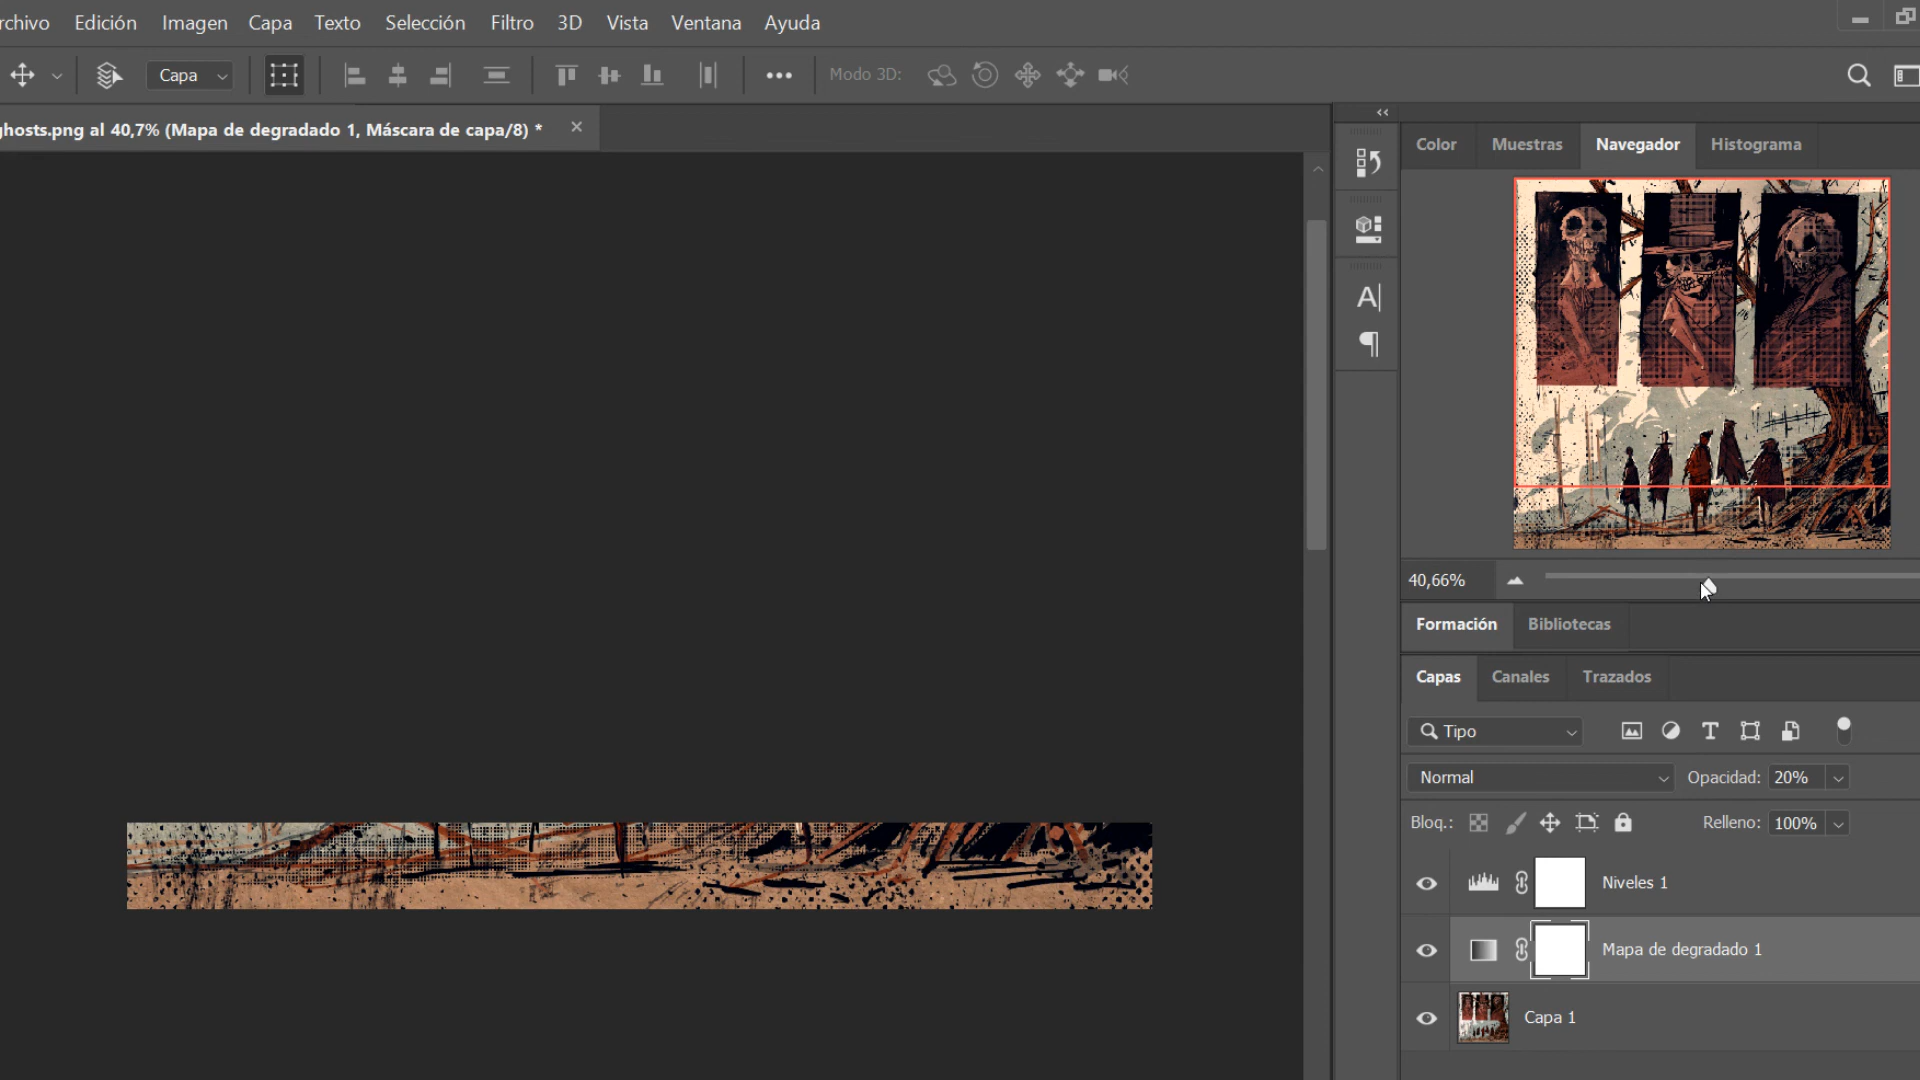 rchivo Edición Imagen Capa Texto Selección Filtro 3D Vista Ventana Ayuda
Capa Modo 3D:
ghosts.png al 40,7% (Mapa de degradado 1, Máscara de capa/8) *
Color Muestras Navegador Histograma
40,66%
Formación Bibliotecas
Capas Canales Trazados
Tipo
Normal Opacidad: 20%
Bloq.: Relleno: 100%
Niveles 1
Mapa de degradado 1
Capa 1